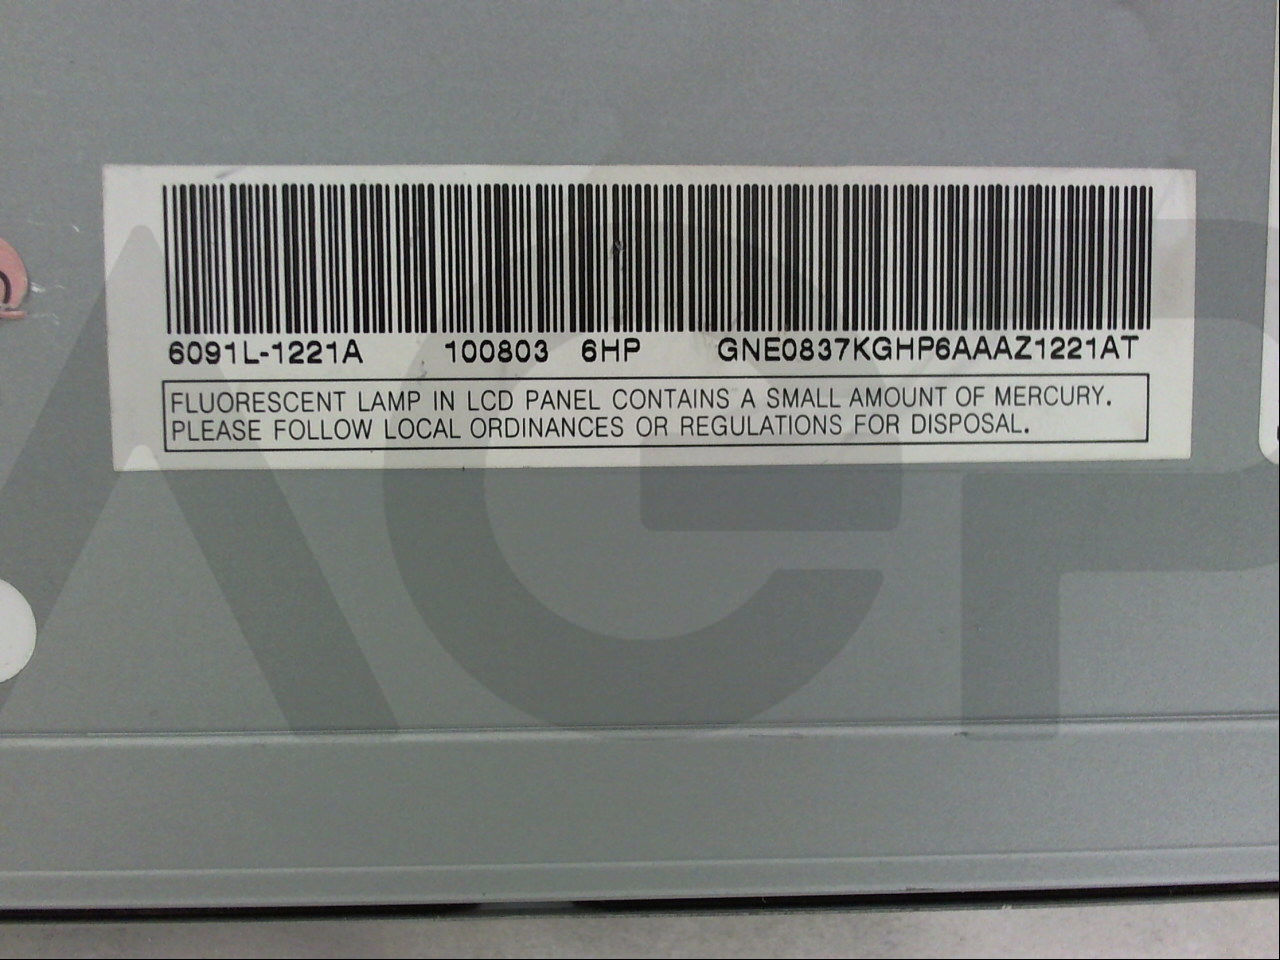 6091L-1221A 100803 6HP GNE0837KGHP6AAAZ1221AT
FLUORESCENT LAMP IN LCD PANEL CONTAINS A SMALL AMOUNT OF MERCURY.
PLEASE FOLLOW LOCAL ORDINANCES OR REGULATIONS FOR DISPOSAL.
ACP